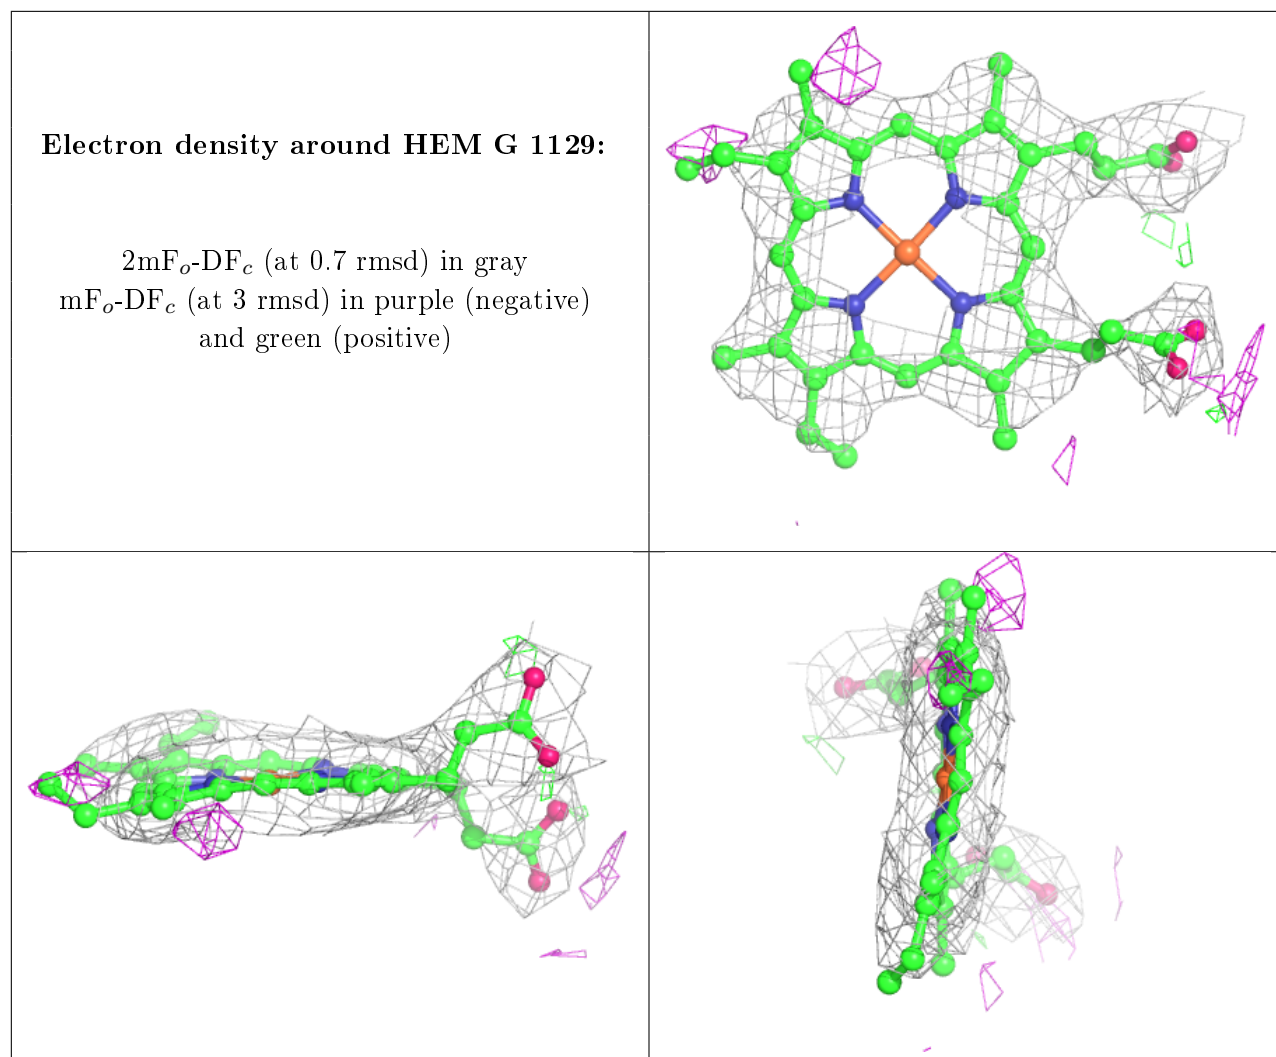 Electron density around HEM G 1129:
2mFo-DFc (at 0.7 rmsd) in gray
mFo-DFc (at 3 rmsd) in purple (negative)
and green (positive)